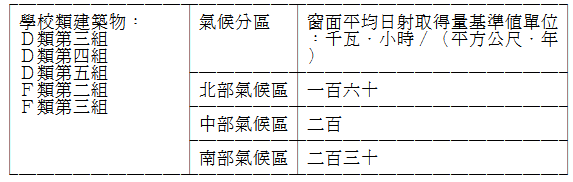 學校類建築物：
Ｄ類第三組
Ｄ類第四組
Ｄ類第五組
Ｆ類第二組
Ｆ類第三組
氣候分區
窗面平均日射取得量基準值單位
：千瓦．小時／（平方公尺．年
）
北部氣候區
一百六十
中部氣候區
二百
南部氣候區
二百三十